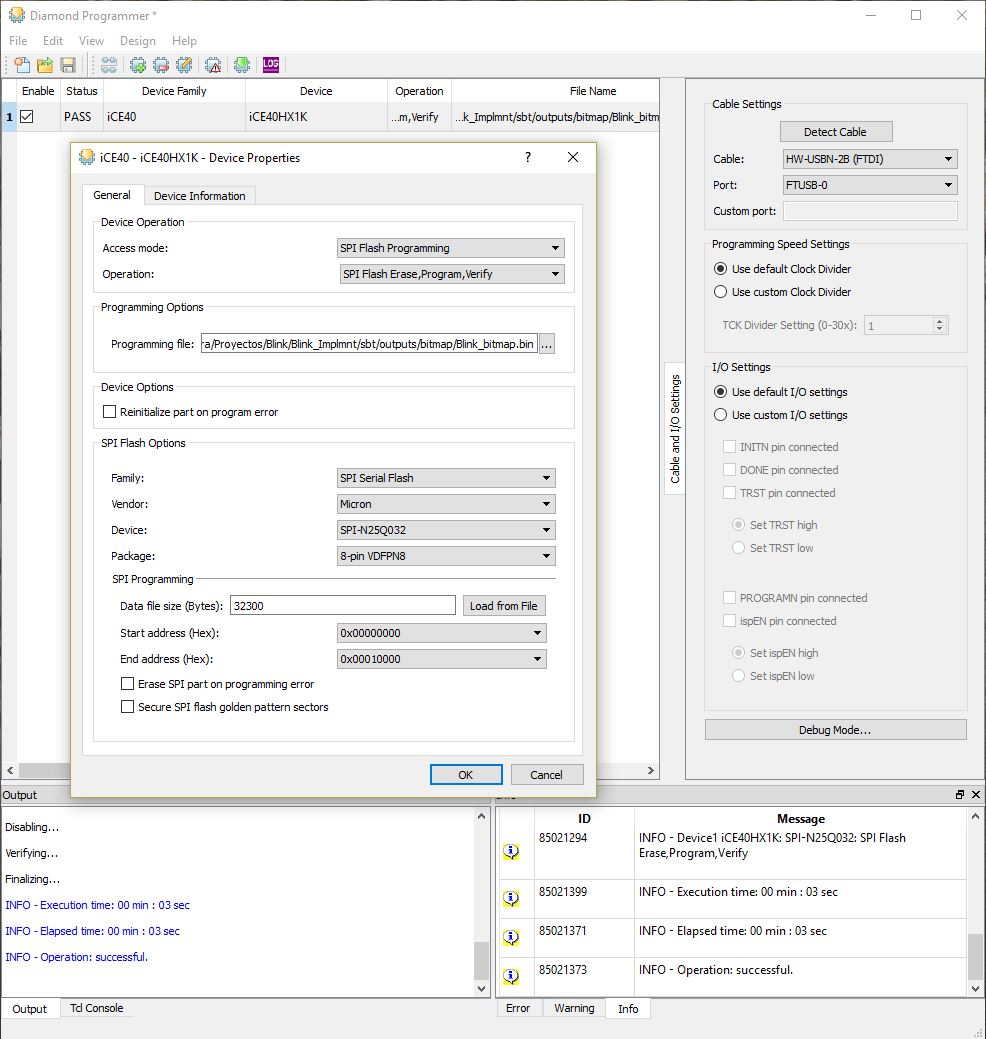 Diamond Programmer *
File Edit View Design Help
LOG
Enable Status Device Family Device Operation File Name
1 PASS iCE40 iCE40HX1K ...m,Verify ...k_Implmnt/sbt/outputs/bitmap/Blink_bitm
iCE40 - iCE40HX1K - Device Properties
?
General Device Information
Device Operation
Access mode: SPI Flash Programming
Operation: SPI Flash Erase,Program,Verify
Programming Options
Programming file: ra/Proyectos/Blink/Blink_Implmnt/sbt/outputs/bitmap/Blink_bitmap.bin ...
Device Options
Reinitialize part on program error
SPI Flash Options
Family: SPI Serial Flash
Vendor: Micron
Device: SPI-N25Q032
Package: 8-pin VDFPN8
SPI Programming
Data file size (Bytes): 32300 Load from File
Start address (Hex): 0x00000000
End address (Hex): 0x00010000
Erase SPI part on programming error
Secure SPI flash golden pattern sectors
OK Cancel
Cable and I/O Settings
Cable Settings
Detect Cable
Cable: HW-USBN-2B (FTDI)
Port: FTUSB-0
Custom port:
Programming Speed Settings
Use default Clock Divider
Use custom Clock Divider
TCK Divider Setting (0-30x): 1
I/O Settings
Use default I/O settings
Use custom I/O settings
INITN pin connected
DONE pin connected
TRST pin connected
Set TRST high
Set TRST low
PROGRAMN pin connected
ispEN pin connected
Set ispEN high
Set ispEN low
Debug Mode...
Output
Disabling...
Verifying...
Finalizing...
INFO - Execution time: 00 min : 03 sec
INFO - Elapsed time: 00 min : 03 sec
INFO - Operation: successful.
Output Tcl Console
ID Message
85021294 INFO - Device1 iCE40HX1K: SPI-N25Q032: SPI Flash
Erase,Program,Verify
85021399 INFO - Execution time: 00 min : 03 sec
85021371 INFO - Elapsed time: 00 min : 03 sec
85021373 INFO - Operation: successful.
Error Warning Info